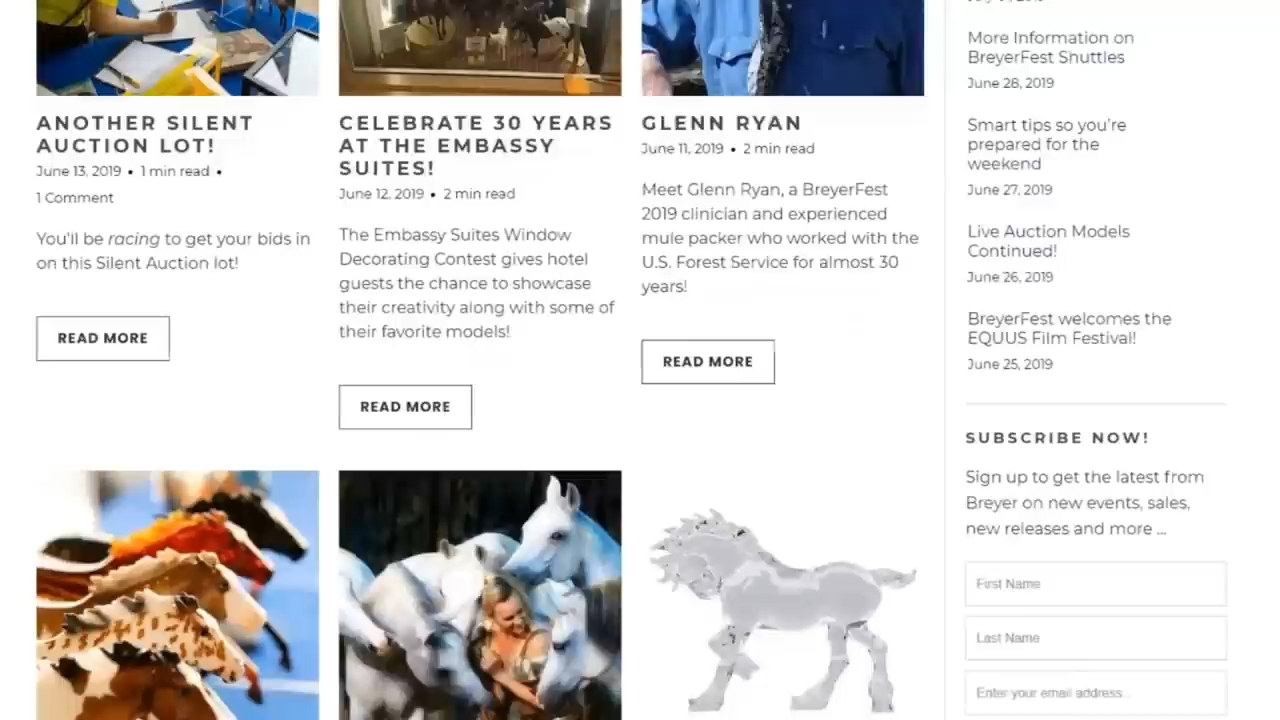 ANOTHER SILENT
AUCTION LOT!
June 13, 2019 • 1 min read •
1 Comment
You'll be racing to get your bids in
on this Silent Auction lot!
READ MORE
CELEBRATE 30 YEARS
AT THE EMBASSY
SUITES!
June 12, 2019 • 2 min read
The Embassy Suites Window
Decorating Contest gives hotel
guests the chance to showcase
their creativity along with some of
their favorite models!
READ MORE
GLENN RYAN
June 11, 2019 • 2 min read
Meet Glenn Ryan, a BreyerFest
2019 clinician and experienced
mule packer who worked with the
U.S. Forest Service for almost 30
years!
READ MORE
More Information on
BreyerFest Shuttles
June 28, 2019
Smart tips so you're
prepared for the
weekend
June 27, 2019
Live Auction Models
Continued!
June 26, 2019
BreyerFest welcomes the
EQUUS Film Festival!
June 25, 2019
SUBSCRIBE NOW!
Sign up to get the latest from
Breyer on new events, sales,
new releases and more ...
First Name
Last Name
Enter your email address...